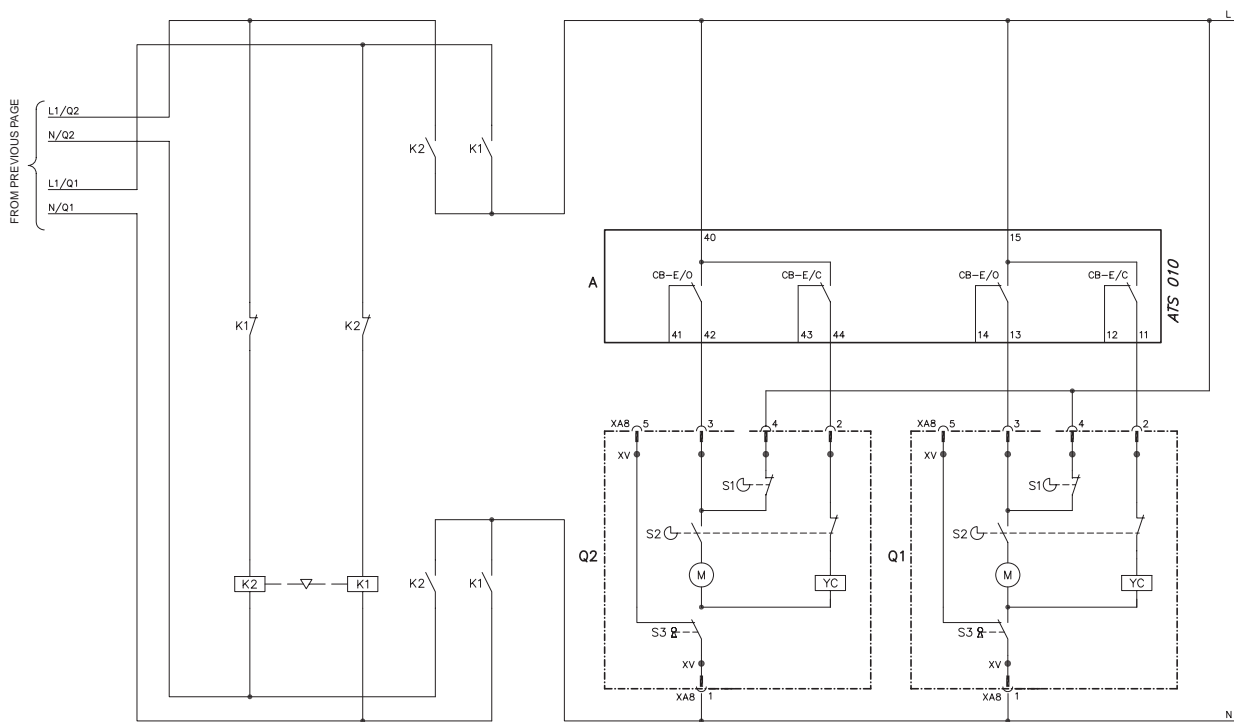 L
FROM PREVIOUS PAGE
L1/Q2
N/Q2
L1/Q1
N/Q1
K2
K1
40
15
A
CB-E/O
CB-E/C
CB-E/O
CB-E/C
ATS 010
K1
K2
41
42
43
44
14
13
12
11
XA8
5
3
4
2
XA8
5
3
4
2
XV
XV
S1
S1
S2
S2
Q2
Q1
K2
K1
K2
K1
M
YC
M
YC
S3
S3
XV
XV
XA8
1
XA8
1
N